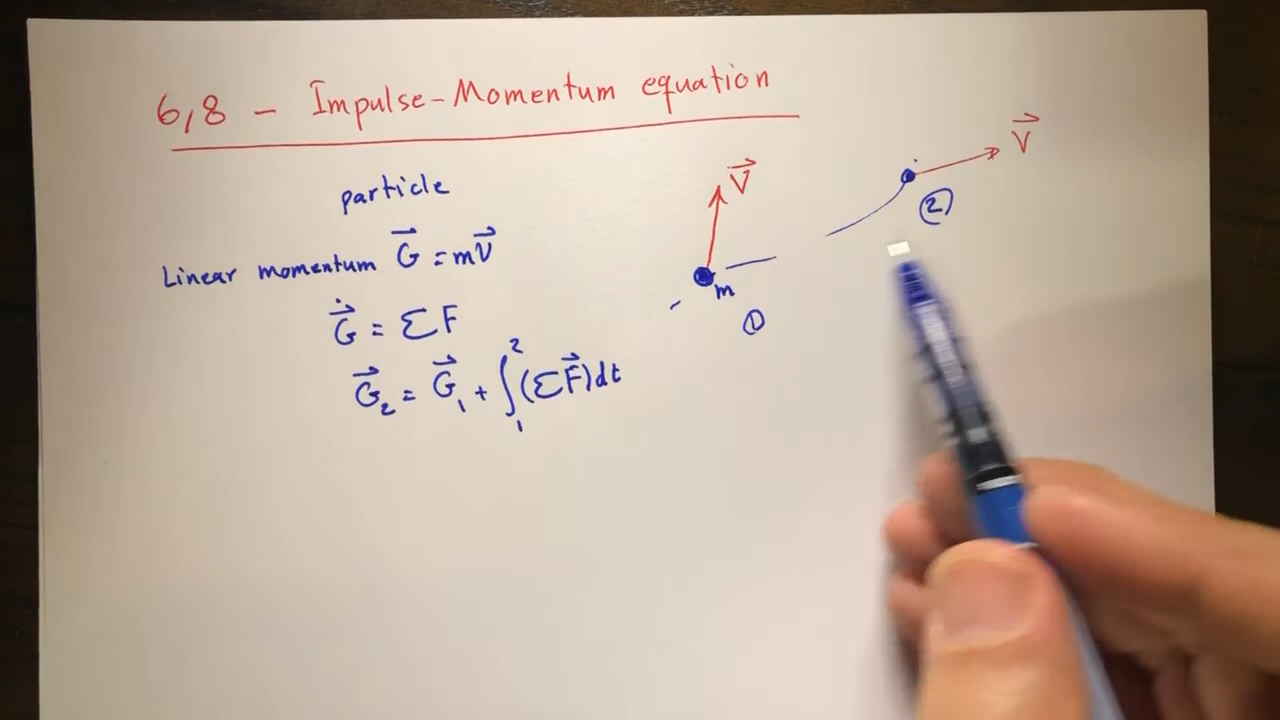 6,8 - Impulse-Momentum equation
particle
Linear momentum G⃗ = mV⃗
G⃗̇ = ΣF
G⃗₂ = G⃗₁ + ∫₁² (ΣF⃗)dt
V⃗
m
①
V⃗
②